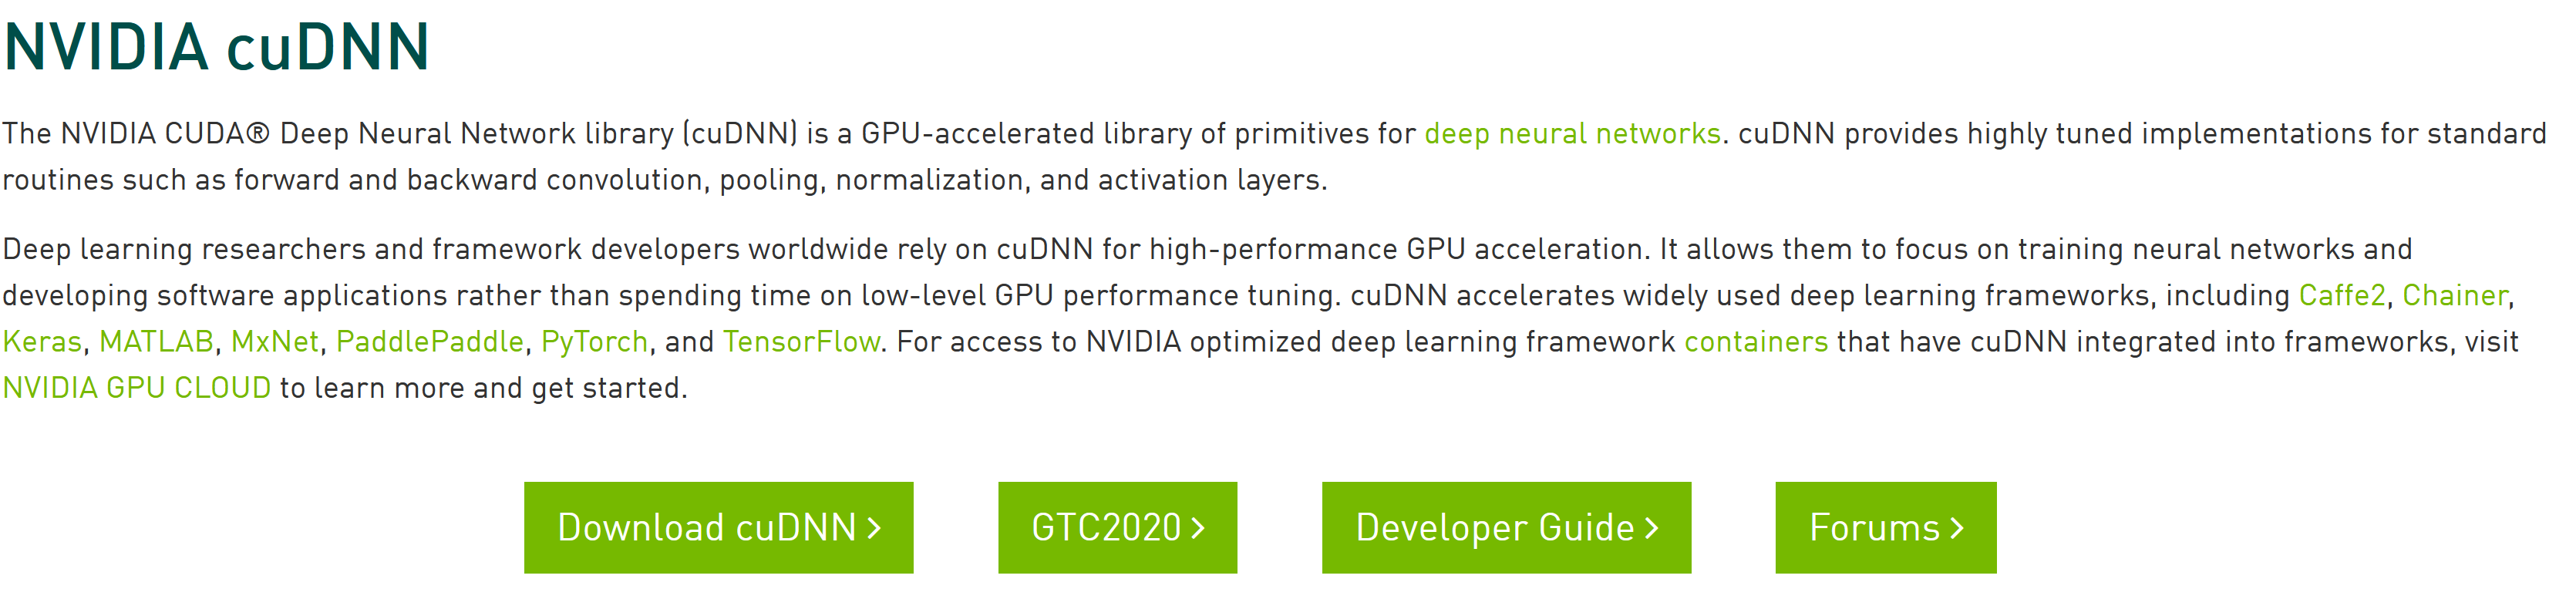 NVIDIA cuDNN
The NVIDIA CUDA® Deep Neural Network library (cuDNN) is a GPU-accelerated library of primitives for deep neural networks. cuDNN provides highly tuned implementations for standard
routines such as forward and backward convolution, pooling, normalization, and activation layers.
Deep learning researchers and framework developers worldwide rely on cuDNN for high-performance GPU acceleration. It allows them to focus on training neural networks and
developing software applications rather than spending time on low-level GPU performance tuning. cuDNN accelerates widely used deep learning frameworks, including Caffe2, Chainer,
Keras, MATLAB, MxNet, PaddlePaddle, PyTorch, and TensorFlow. For access to NVIDIA optimized deep learning framework containers that have cuDNN integrated into frameworks, visit
NVIDIA GPU CLOUD to learn more and get started.
Download cuDNN > GTC2020 > Developer Guide > Forums >